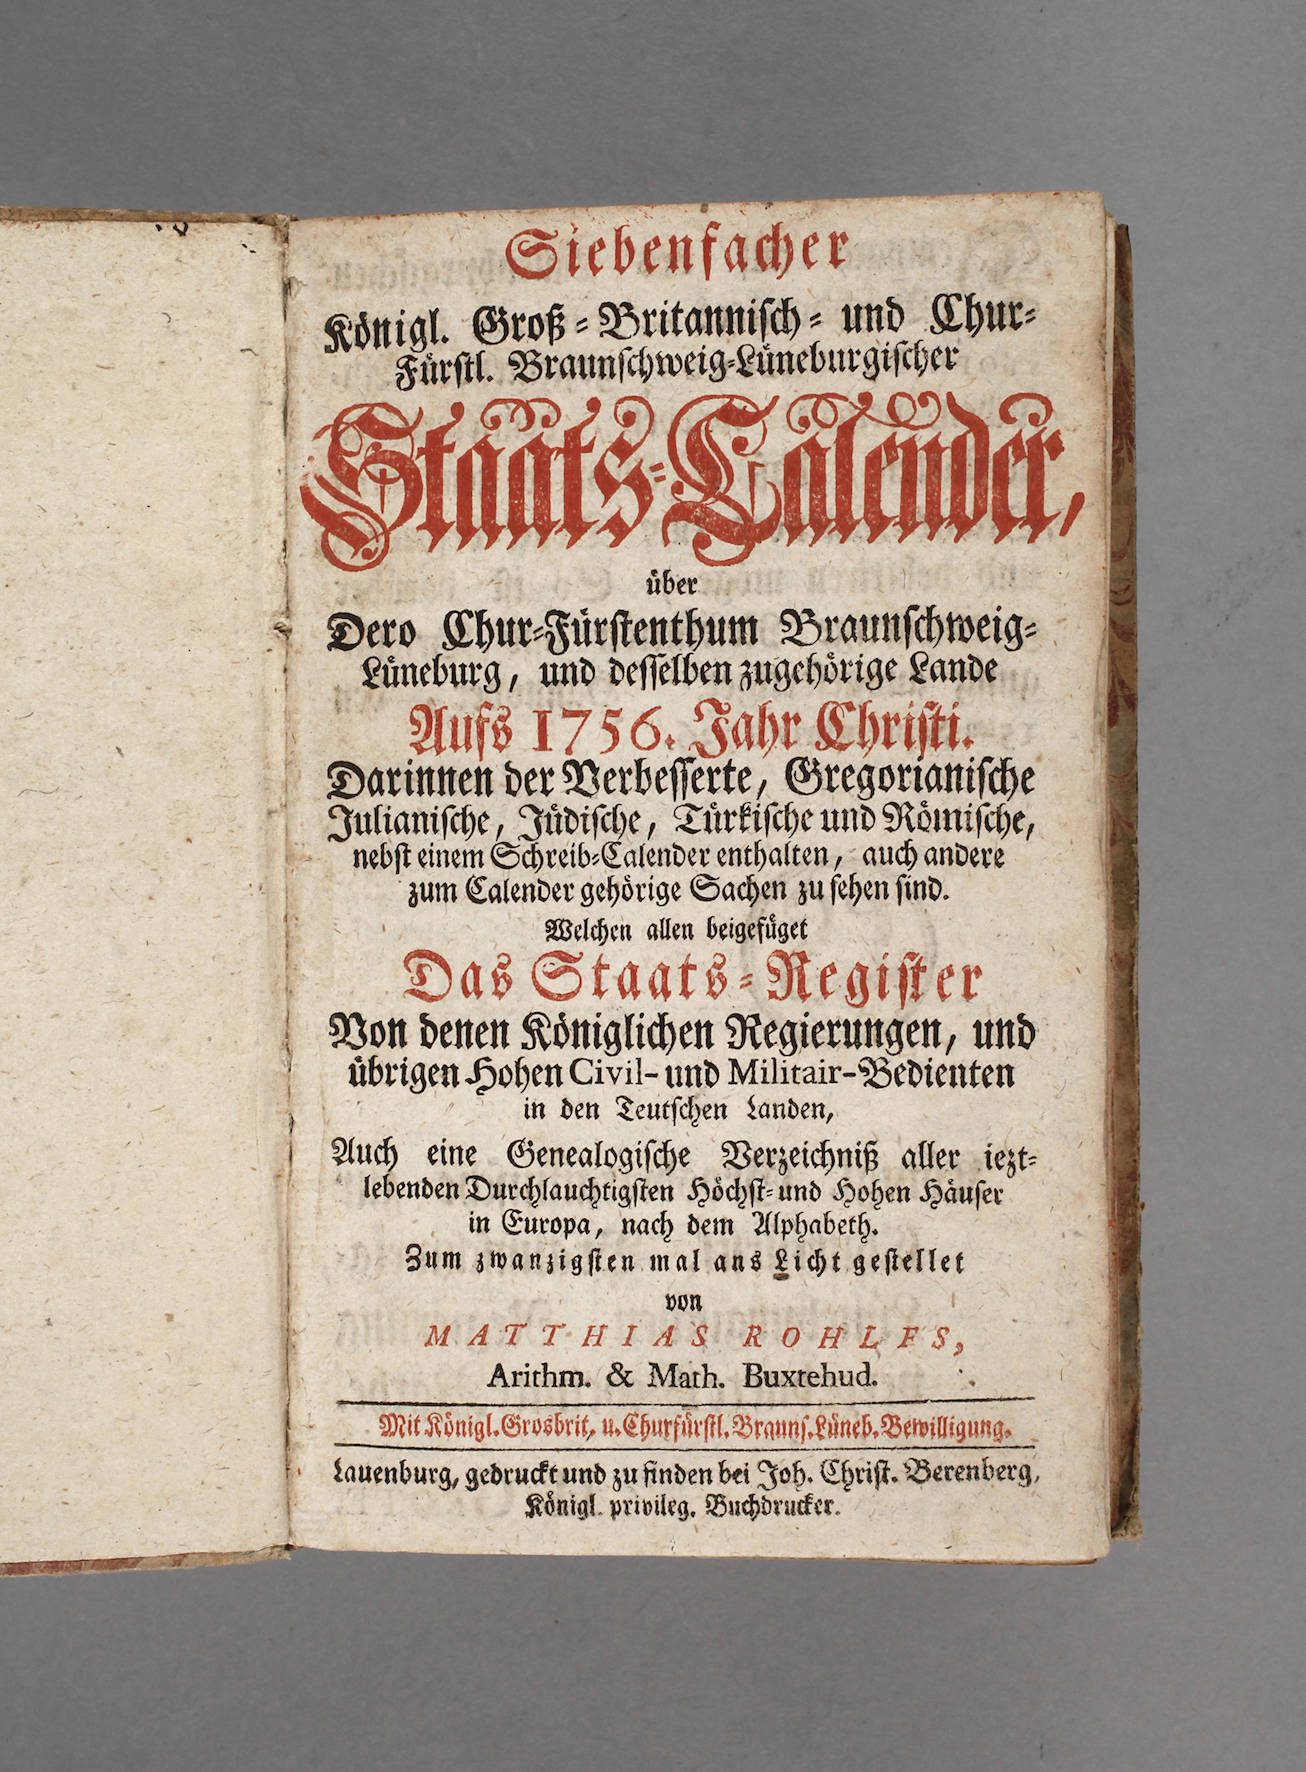 Siebenfacher
Königl. Groß-Britannisch- und Chur-
Fürstl. Braunschweig-Lüneburgischer
Staats-Calender,
über
Dero Chur-Fürstenthum Braunschweig-
Lüneburg, und desselben zugehörige Lande
Aufs 1756. Jahr Christi.
Darinnen der Verbesserte, Gregorianische
Julianische, Jüdische, Türkische und Römische,
nebst einem Schreib-Calender enthalten, auch andere
zum Calender gehörige Sachen zu sehen sind.
Welchen allen beigefüget
Das Staats-Register
Von denen Königlichen Regierungen, und
übrigen Hohen Civil- und Militair-Bedienten
in den Teutschen Landen,
Auch eine Genealogische Verzeichniß aller iezt-
lebenden Durchlauchtigsten Höchst- und Hohen Häuser
in Europa, nach dem Alphabeth.
Zum zwanzigsten mal ans Licht gestellet
von
MATTHIAS ROHLFS,
Arithm. & Math. Buxtehud.
Mit Königl. Grosbrit. u. Churfürstl. Brauns. Lüneb. Bewilligung.
Lauenburg, gedruckt und zu finden bei Joh. Christ. Berenberg,
Königl. privileg. Buchdrucker.